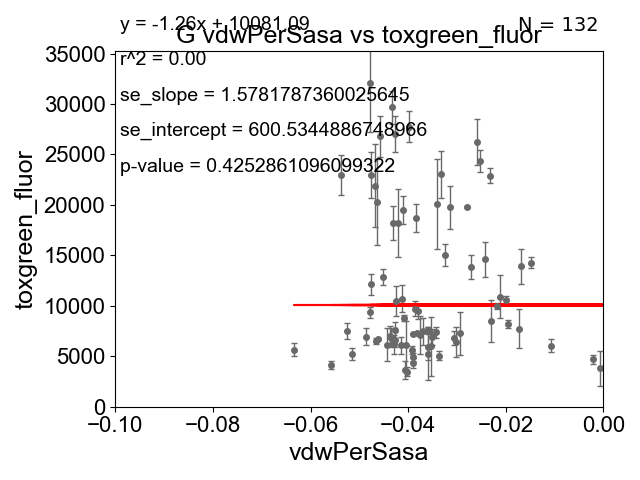 y = -1.26x + 10081.09
N = 132
G vdwPerSasa vs toxgreen_fluor
r^2 = 0.00
se_slope = 1.5781787360025645
se_intercept = 600.5344886748966
p-value = 0.4252861096099322
35000
30000
25000
20000
15000
10000
5000
0
toxgreen_fluor
−0.10 −0.08 −0.06 −0.04 −0.02 0.00
vdwPerSasa